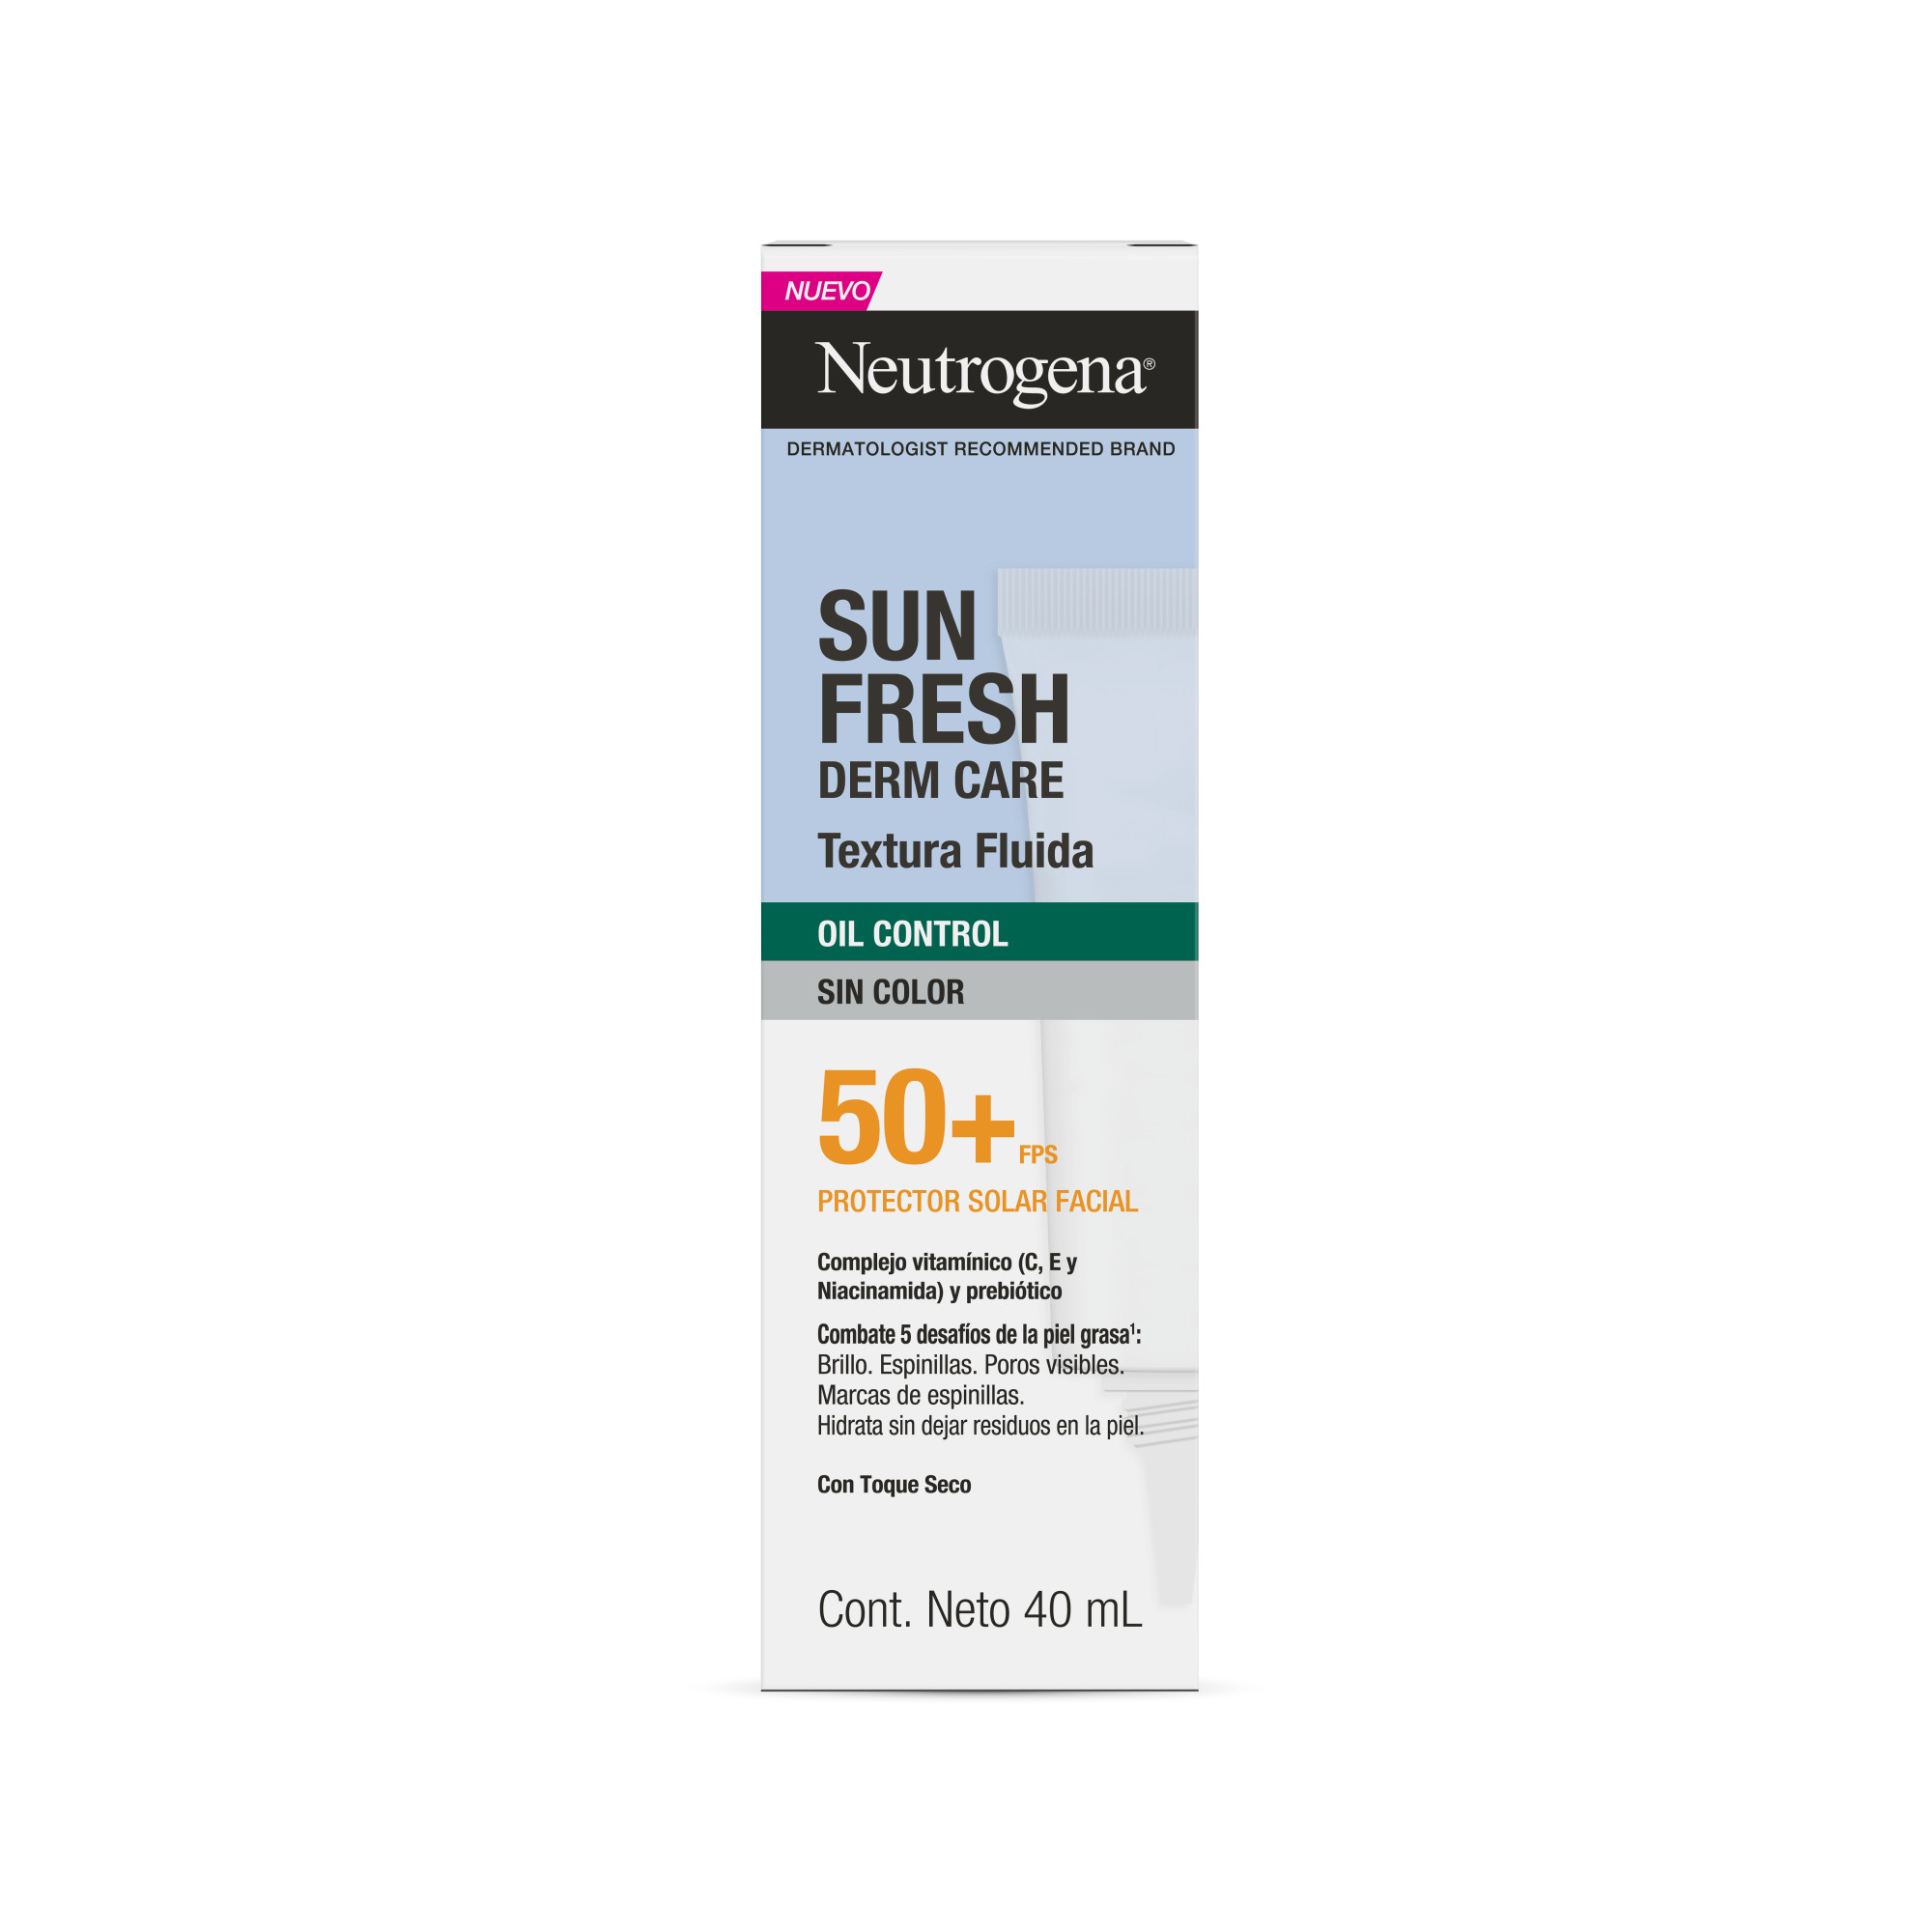 NUEVO
Neutrogena®
DERMATOLOGIST RECOMMENDED BRAND
SUN
FRESH
DERM CARE
Textura Fluida
OIL CONTROL
SIN COLOR
50+ FPS
PROTECTOR SOLAR FACIAL
Complejo vitamínico (C, E y
Niacinamida) y prebiótico
Combate 5 desafíos de la piel grasa¹:
Brillo. Espinillas. Poros visibles.
Marcas de espinillas.
Hidrata sin dejar residuos en la piel.
Con Toque Seco
Cont. Neto 40 mL